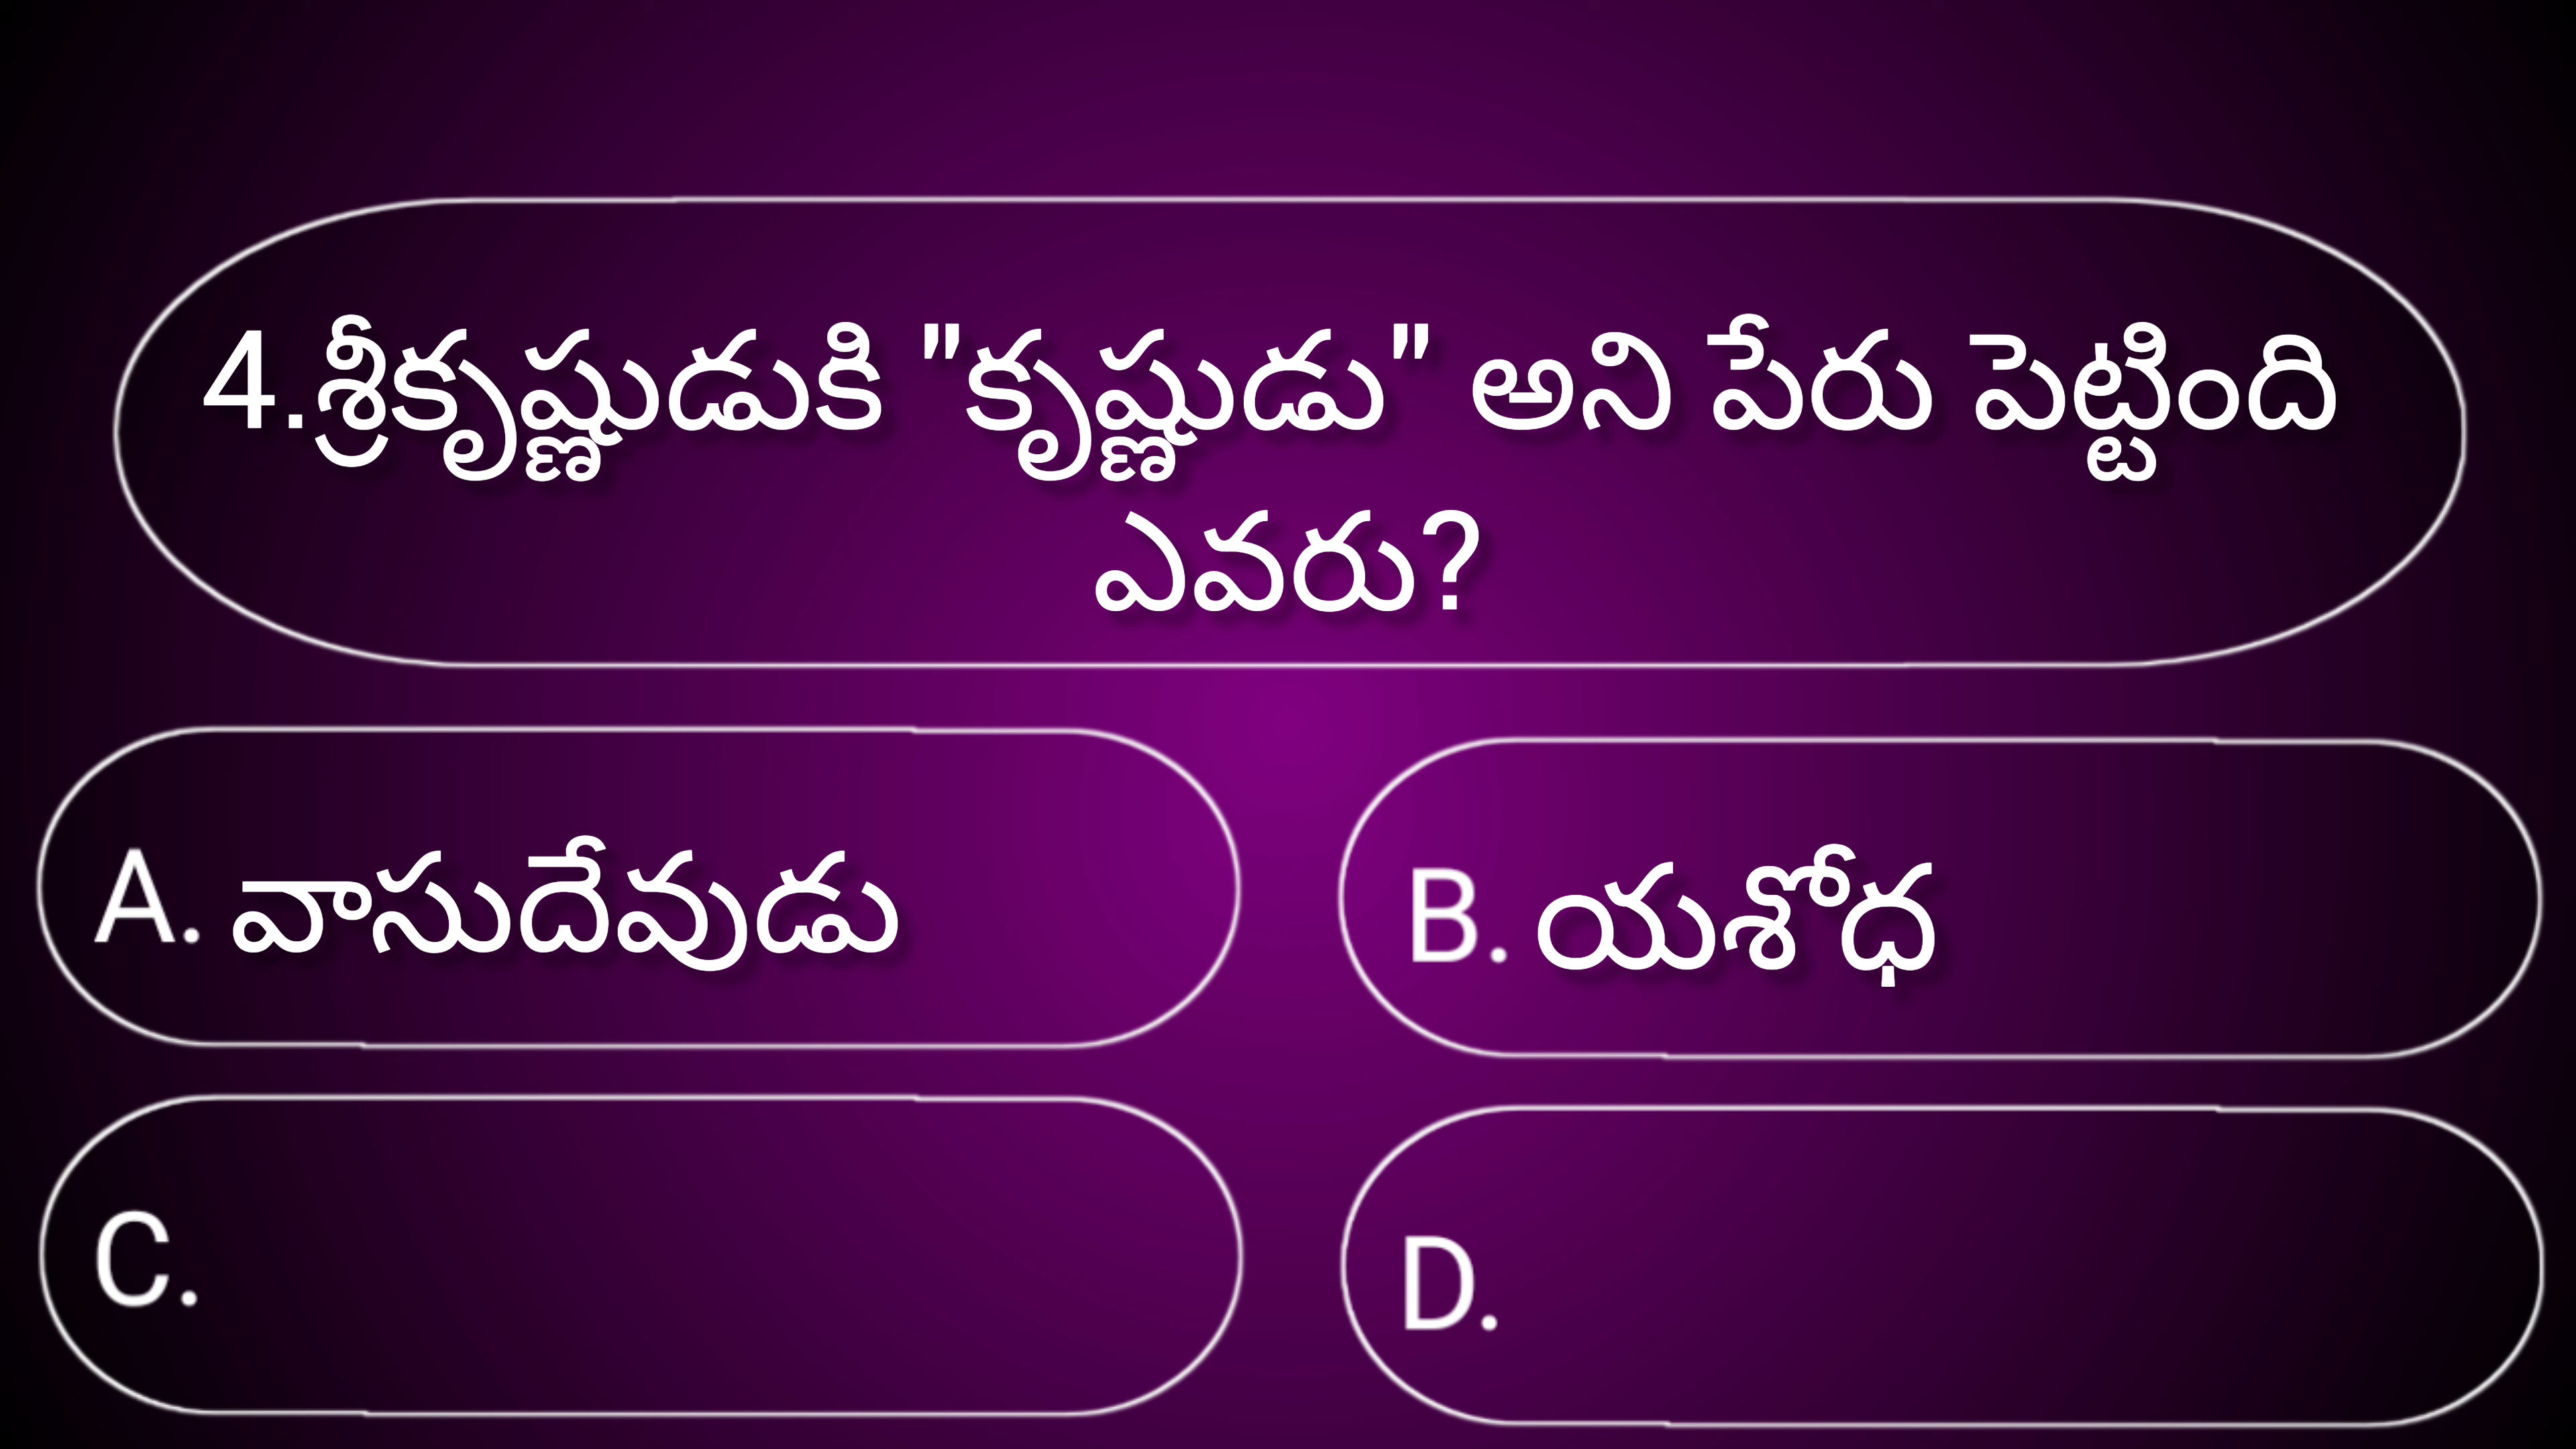 4.శ్రీకృష్ణుడుకి "కృష్ణుడు" అని పేరు పెట్టింది
ఎవరు?
A. వాసుదేవుడు
B. యశోధ
C.
D.